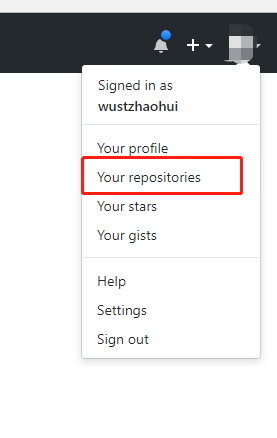 Signed in as
wustzhaohui
Your profile
Your repositories
Your stars
Your gists
Help
Settings
Sign out